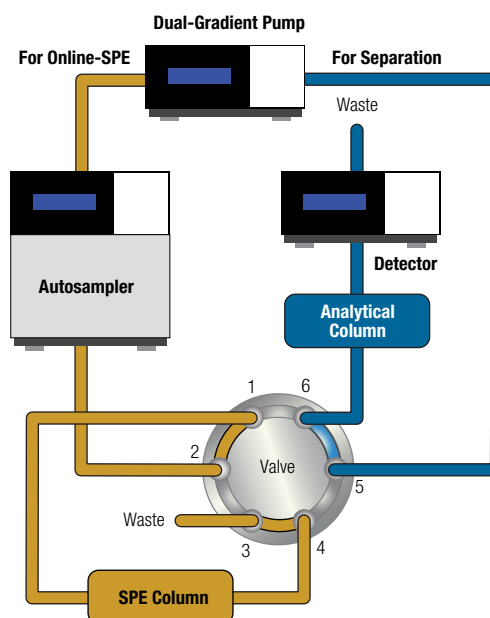 Dual-Gradient Pump
For Online-SPE
For Separation
Waste
Detector
Autosampler
Analytical
Column
1
6
2
Valve
5
Waste
3
4
SPE Column